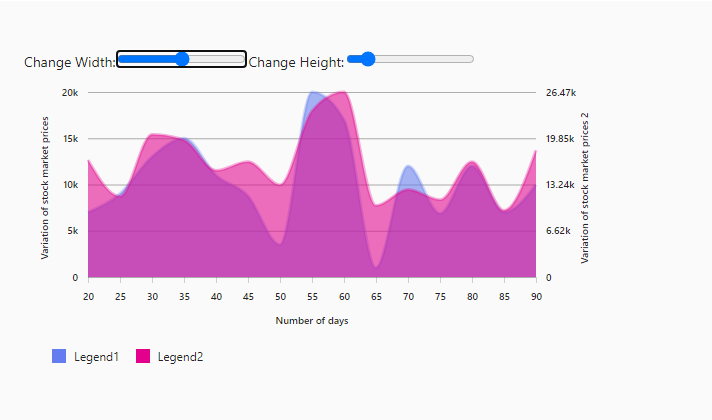 Change Width: Change Height:
20k
15k
10k
5k
0
Variation of stock market prices
26.47k
19.85k
13.24k
6.62k
0
Variation of stock market prices 2
20 25 30 35 40 45 50 55 60 65 70 75 80 85 90
Number of days
Legend1 Legend2